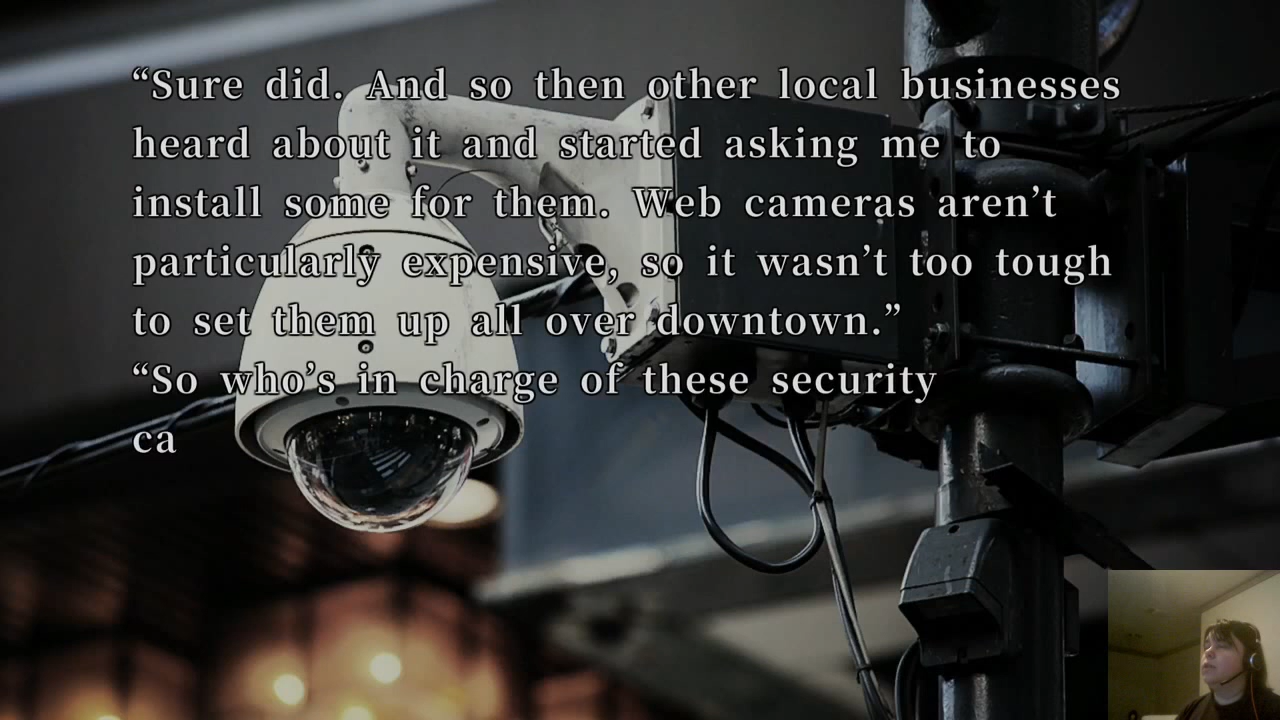 “Sure did. And so then other local businesses
heard about it and started asking me to
install some for them. Web cameras aren’t
particularly expensive, so it wasn’t too tough
to set them up all over downtown.”
“So who’s in charge of these security
ca